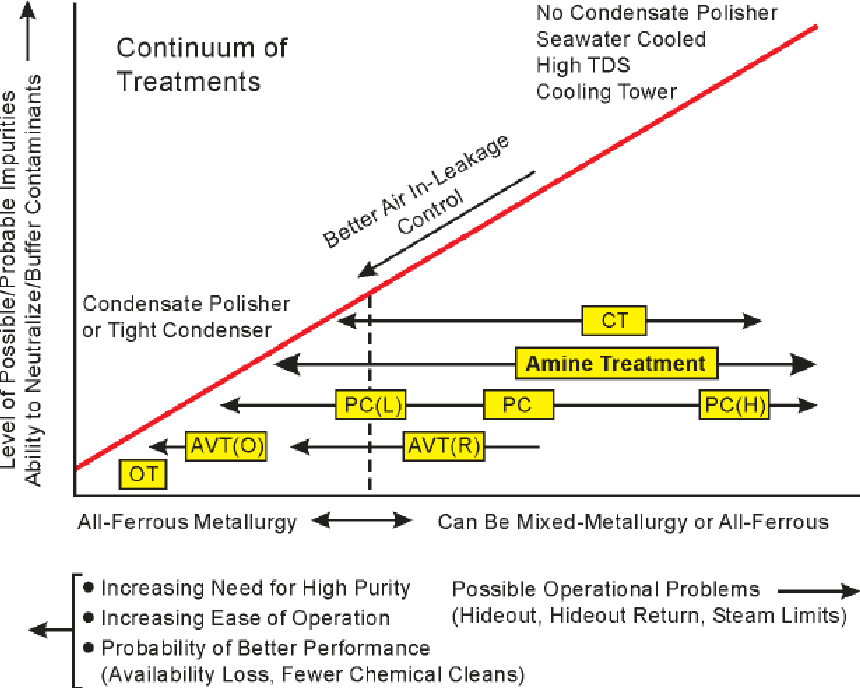 No Condensate Polisher
Seawater Cooled
High TDS
Cooling Tower
Continuum of
Treatments
Level of Possible/Probable Impurities
Ability to Neutralize/Buffer Contaminants
Better Air In-Leakage
Control
Condensate Polisher
or Tight Condenser
CT
Amine Treatment
PC(L)
PC
PC(H)
AVT(O)
AVT(R)
OT
All-Ferrous Metallurgy
Can Be Mixed-Metallurgy or All-Ferrous
● Increasing Need for High Purity
● Increasing Ease of Operation
● Probability of Better Performance
(Availability Loss, Fewer Chemical Cleans)
Possible Operational Problems
(Hideout, Hideout Return, Steam Limits)